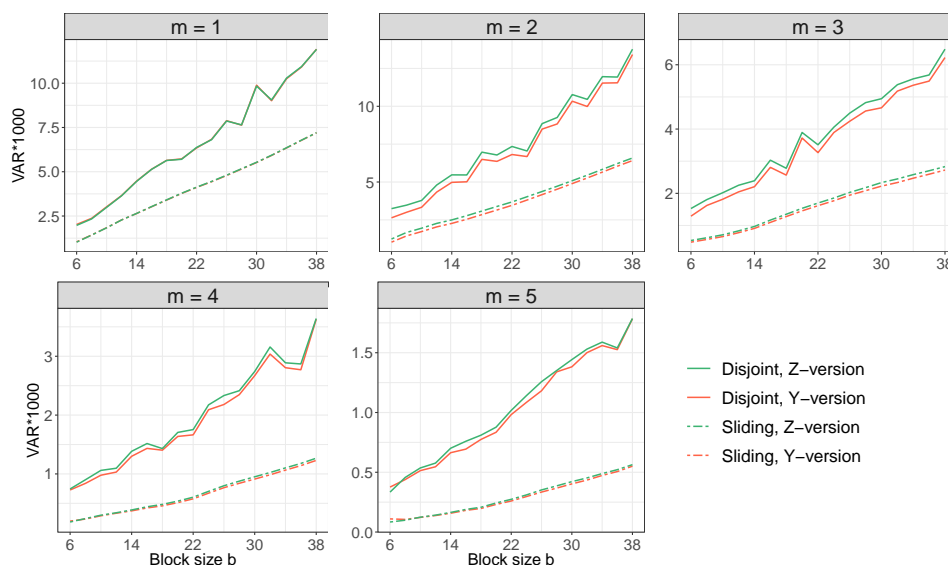 m = 1
m = 2
m = 3
VAR*1000
10.0
7.5
5.0
2.5
6 14 22 30 38
10
5
6 14 22 30 38
6
4
2
6 14 22 30 38
m = 4
m = 5
VAR*1000
3
2
1
6 14 22 30 38
Block size b
1.5
1.0
0.5
0.0
6 14 22 30 38
Block size b
Disjoint, Z−version
Disjoint, Y−version
Sliding, Z−version
Sliding, Y−version